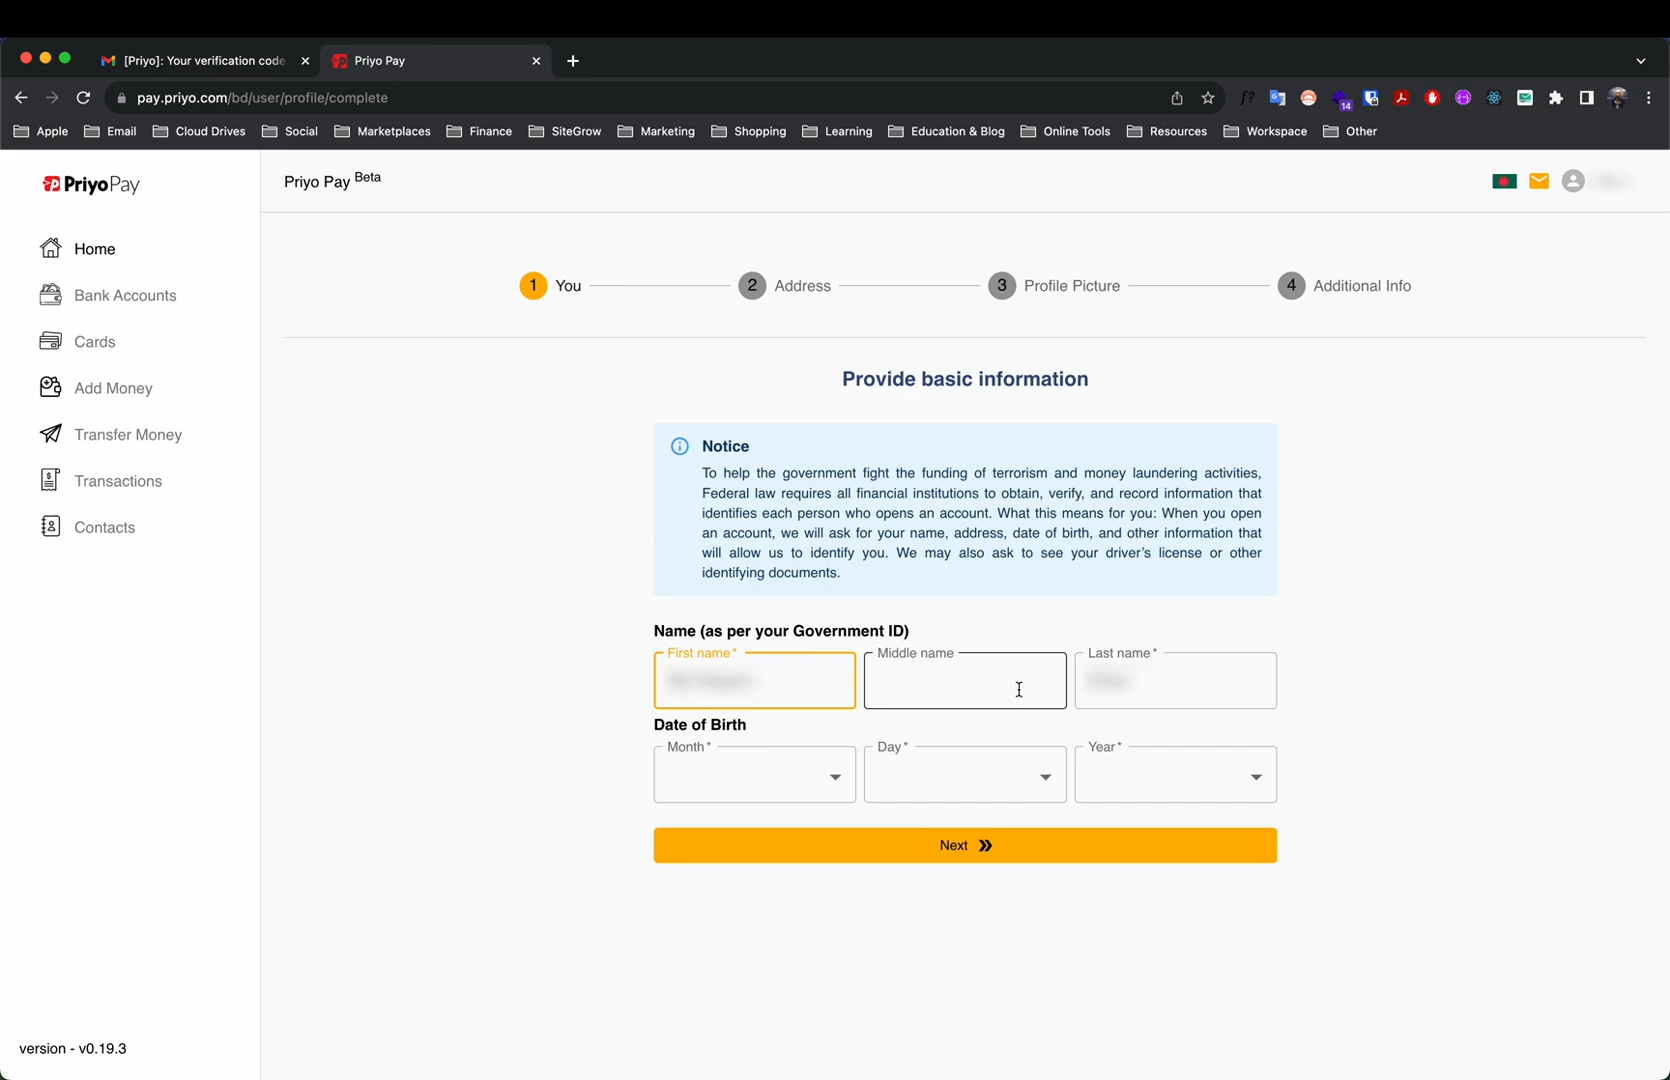 [Priyo]: Your verification code
Priyo Pay
pay.priyo.com/bd/user/profile/complete
f?
14
Apple
Email
Cloud Drives
Social
Marketplaces
Finance
SiteGrow
Marketing
Shopping
Learning
Education & Blog
Online Tools
Resources
Workspace
Other
PriyoPay
Priyo Pay Beta
Home
Bank Accounts
Cards
Add Money
Transfer Money
Transactions
Contacts
1 You
2 Address
3 Profile Picture
4 Additional Info
Provide basic information
Notice
To help the government fight the funding of terrorism and money laundering activities,
Federal law requires all financial institutions to obtain, verify, and record information that
identifies each person who opens an account. What this means for you: When you open
an account, we will ask for your name, address, date of birth, and other information that
will allow us to identify you. We may also ask to see your driver's license or other
identifying documents.
Name (as per your Government ID)
First name*
Middle name
Last name*
Date of Birth
Month*
Day*
Year*
Next
version - v0.19.3